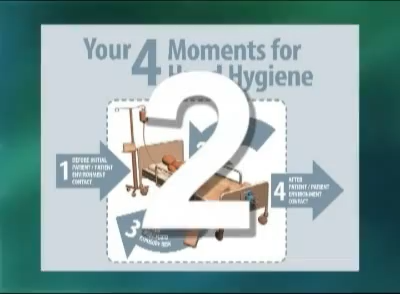 Your 4 Moments for
Hand Hygiene
2
1 BEFORE INITIAL
PATIENT / PATIENT
ENVIRONMENT
CONTACT
2
4 AFTER
PATIENT / PATIENT
ENVIRONMENT
CONTACT
3